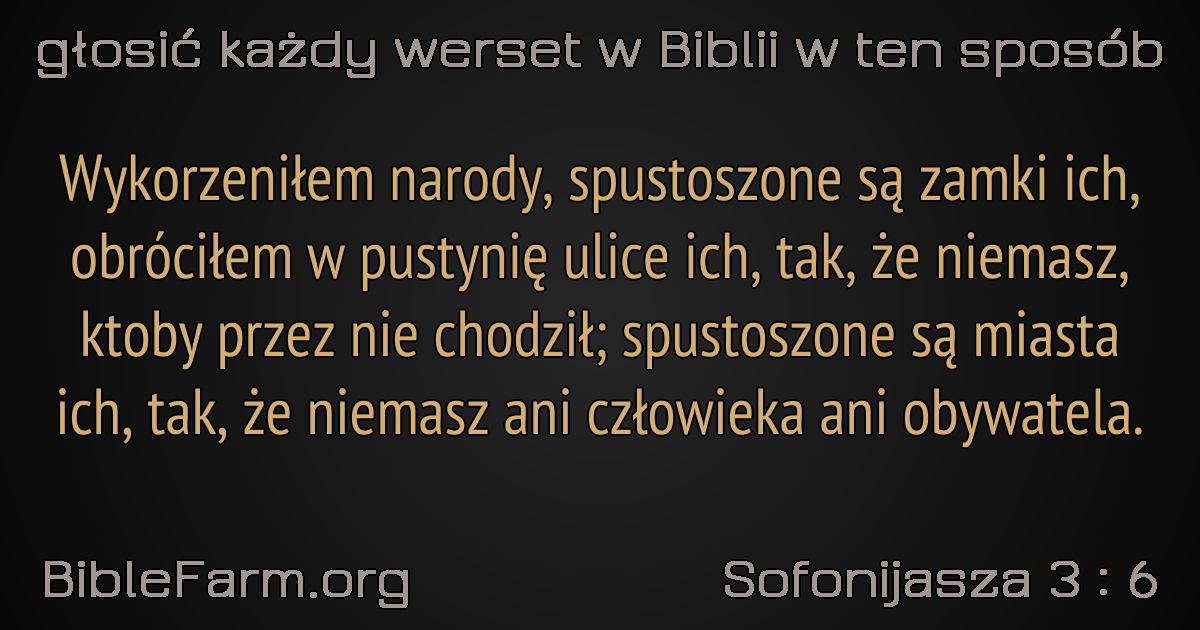 głosić każdy werset w Biblii w ten sposób
Wykorzeniłem narody, spustoszone są zamki ich,
obróciłem w pustynię ulice ich, tak, że niemasz,
ktoby przez nie chodził; spustoszone są miasta
ich, tak, że niemasz ani człowieka ani obywatela.
BibleFarm.org
Sofonijasza 3 : 6